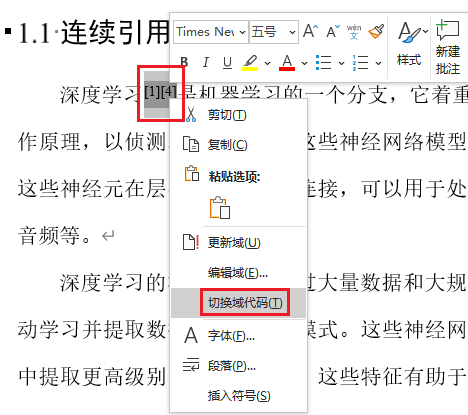 1.1 连续引用
Times Nev 五号
A A wén 文
B I U A
样式 新建
批注
深度学习[1][4]是机器学习的一个分支，它着重
作原理，以侦测 这些神经网络模型
这些神经元在层 连接，可以用于处
音频等。
深度学习的 过大量数据和大规
动学习并提取数 模式。这些神经网
中提取更高级别 。这些特征有助于
剪切(T)
复制(C)
粘贴选项:
更新域(U)
编辑域(E)...
切换域代码(T)
A 字体(F)...
段落(P)...
插入符号(S)